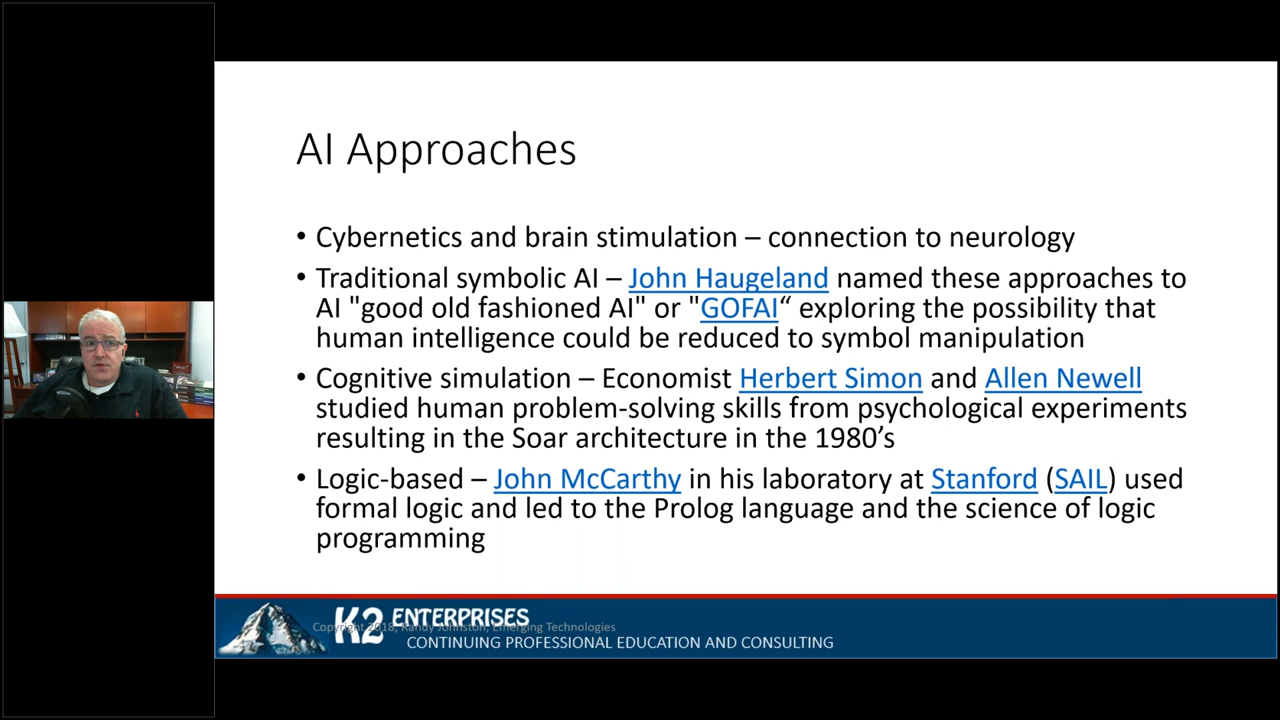 AI Approaches
• Cybernetics and brain stimulation – connection to neurology
• Traditional symbolic AI – John Haugeland named these approaches to
AI "good old fashioned AI" or "GOFAI“ exploring the possibility that
human intelligence could be reduced to symbol manipulation
• Cognitive simulation – Economist Herbert Simon and Allen Newell
studied human problem-solving skills from psychological experiments
resulting in the Soar architecture in the 1980’s
• Logic-based – John McCarthy in his laboratory at Stanford (SAIL) used
formal logic and led to the Prolog language and the science of logic
programming
K2 ENTERPRISES
Copyright 2018, Randy Johnston, Emerging Technologies
CONTINUING PROFESSIONAL EDUCATION AND CONSULTING